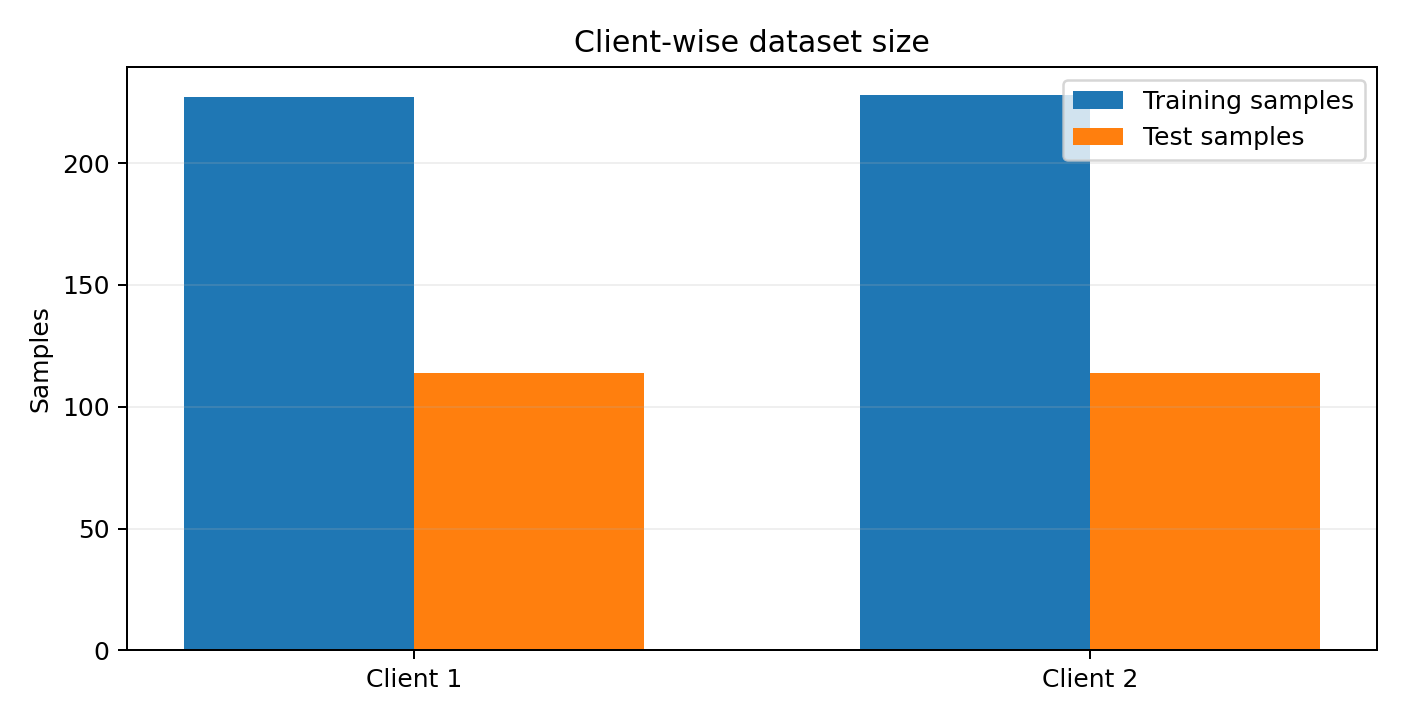 Client-wise dataset size
Training samples
Test samples
Samples
200
150
100
50
0
Client 1
Client 2